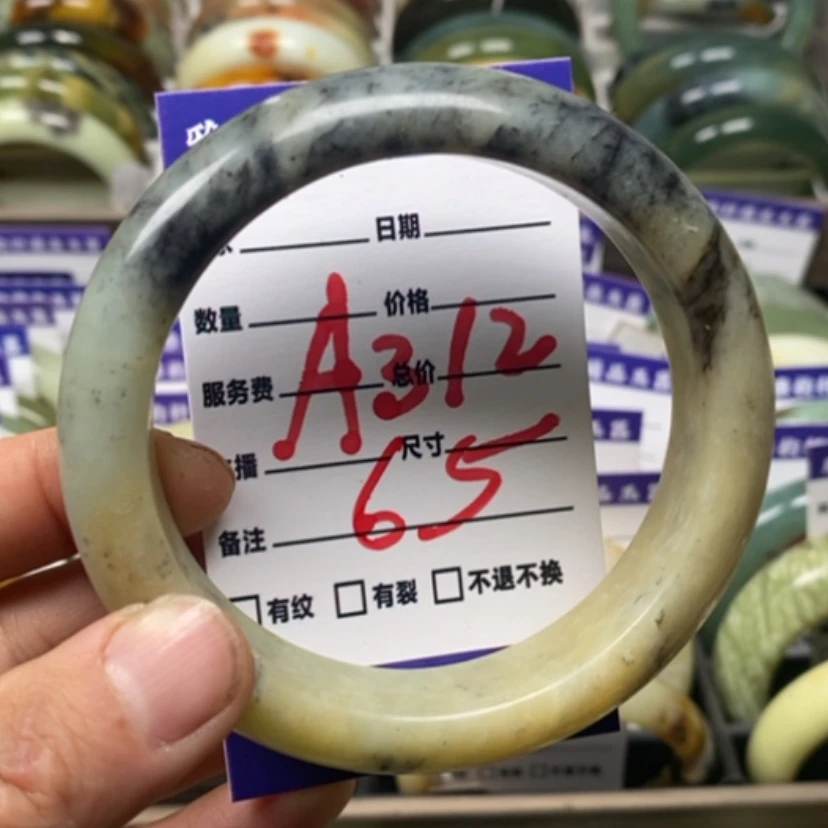 日期
数量 价格
服务费 总价
A312
播 尺寸
65
备注
□有纹 □有裂 □不退不换